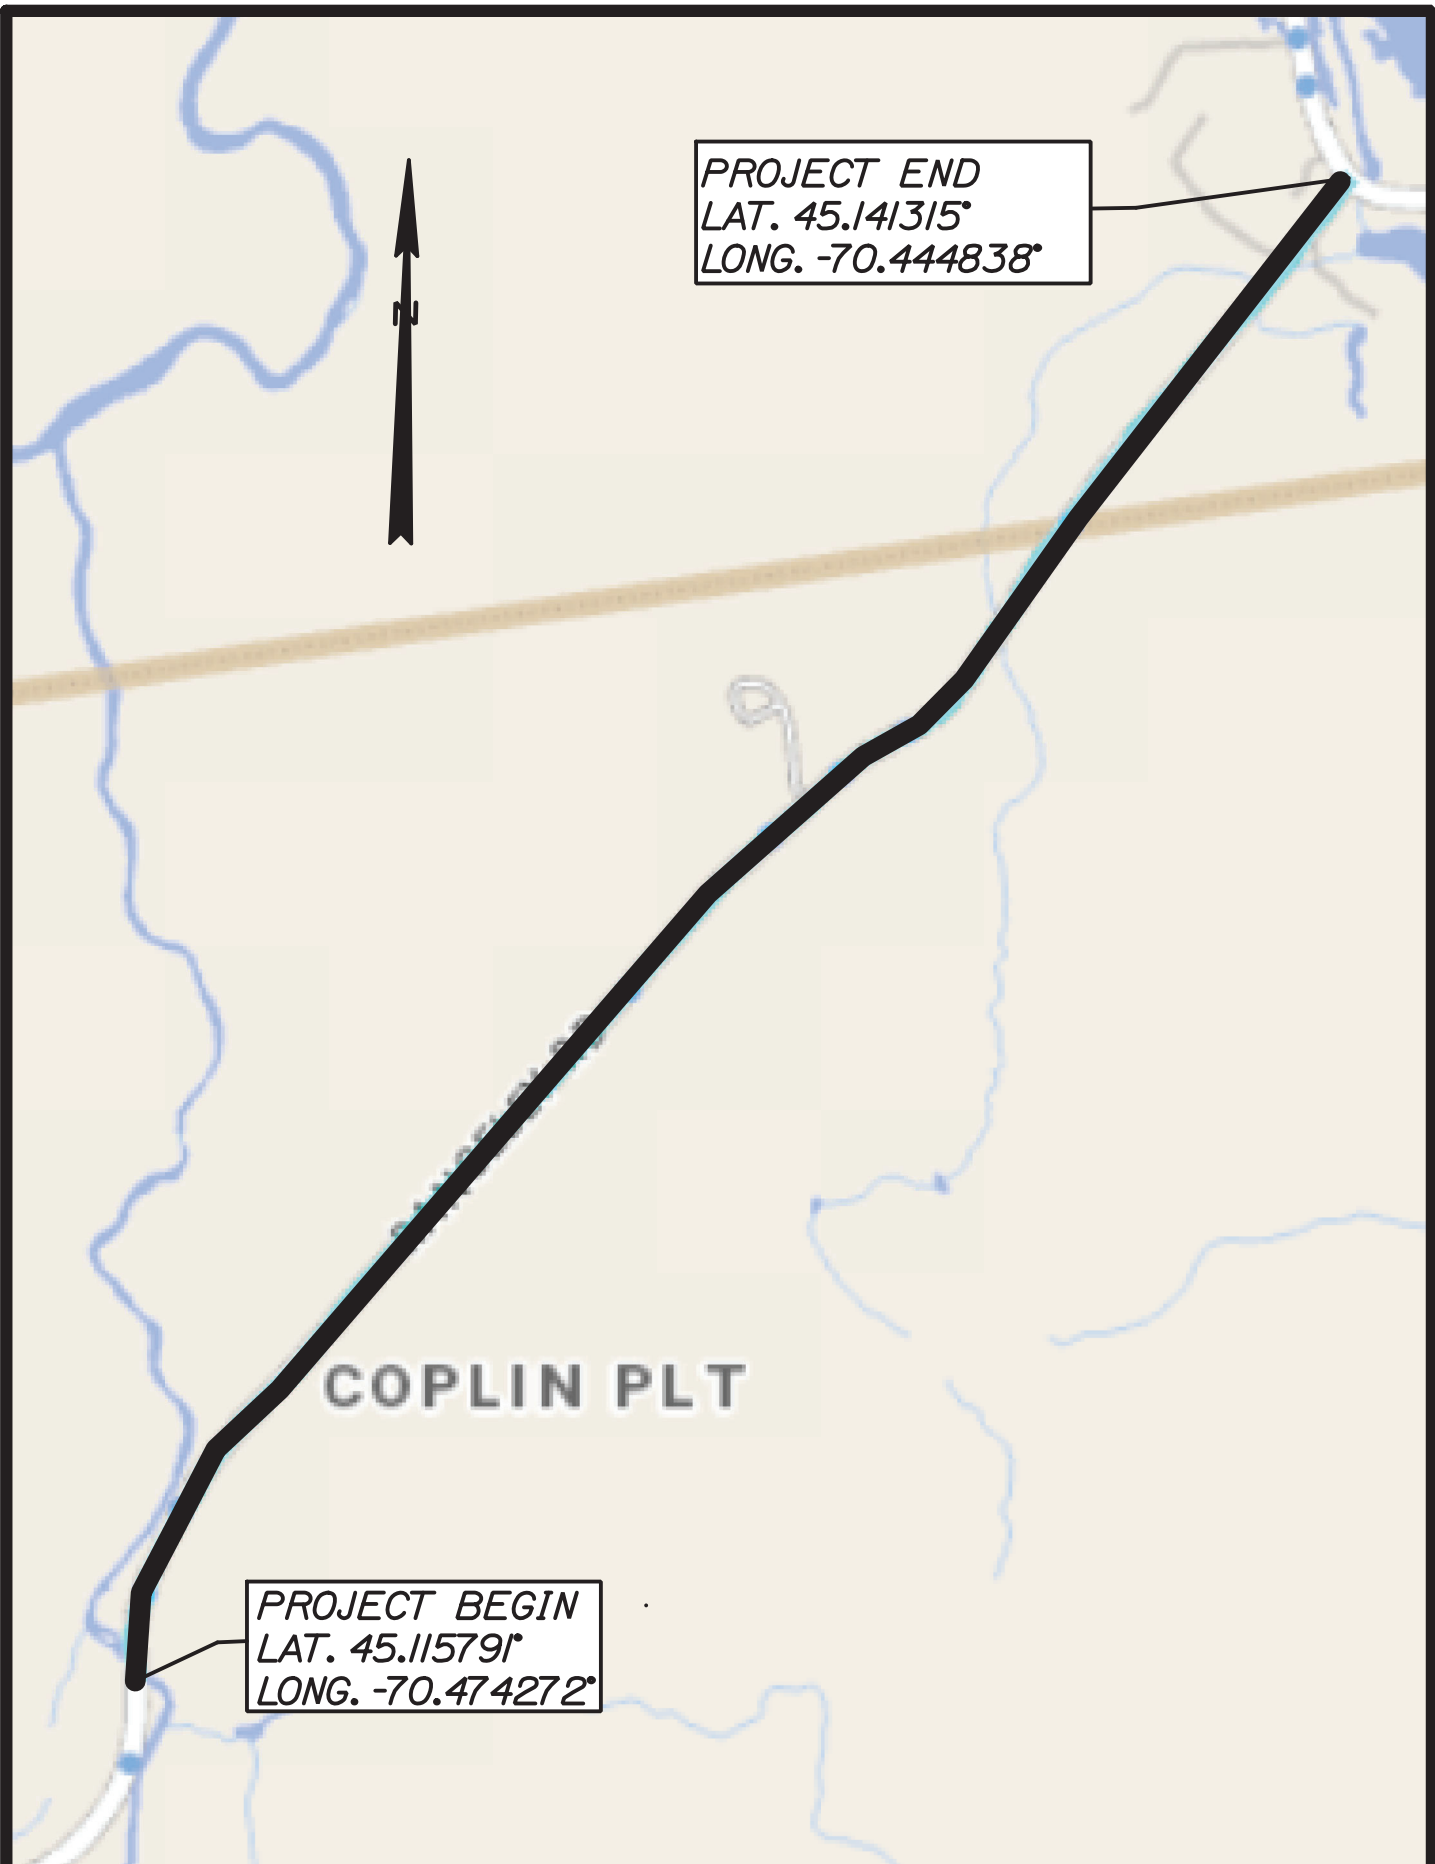 PROJECT END
LAT. 45.141315°
LONG. -70.444838°
N
COPLIN PLT
PROJECT BEGIN
LAT. 45.115791°
LONG. -70.474272°